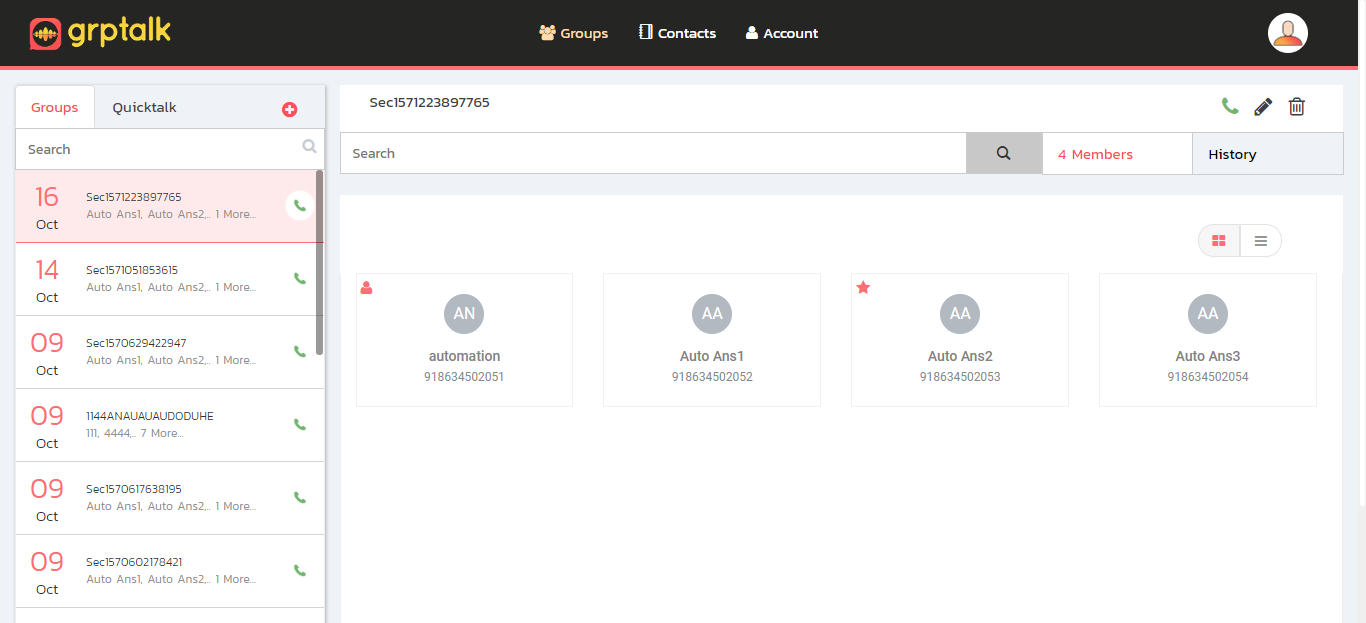 grptalk
Groups Contacts Account
Groups Quicktalk
Search
16 Oct
Sec1571223897765
Auto Ans1, Auto Ans2,.. 1 More...
14 Oct
Sec1571051853615
Auto Ans1, Auto Ans2,.. 1 More...
09 Oct
Sec1570629422947
Auto Ans1, Auto Ans2,.. 1 More...
09 Oct
1144ANAUAUAUDODUHE
111, 4444,.. 7 More...
09 Oct
Sec1570617638195
Auto Ans1, Auto Ans2,.. 1 More...
09 Oct
Sec1570602178421
Auto Ans1, Auto Ans2,.. 1 More...
Sec1571223897765
Search
4 Members
History
AN
automation
918634502051
AA
Auto Ans1
918634502052
AA
Auto Ans2
918634502053
AA
Auto Ans3
918634502054